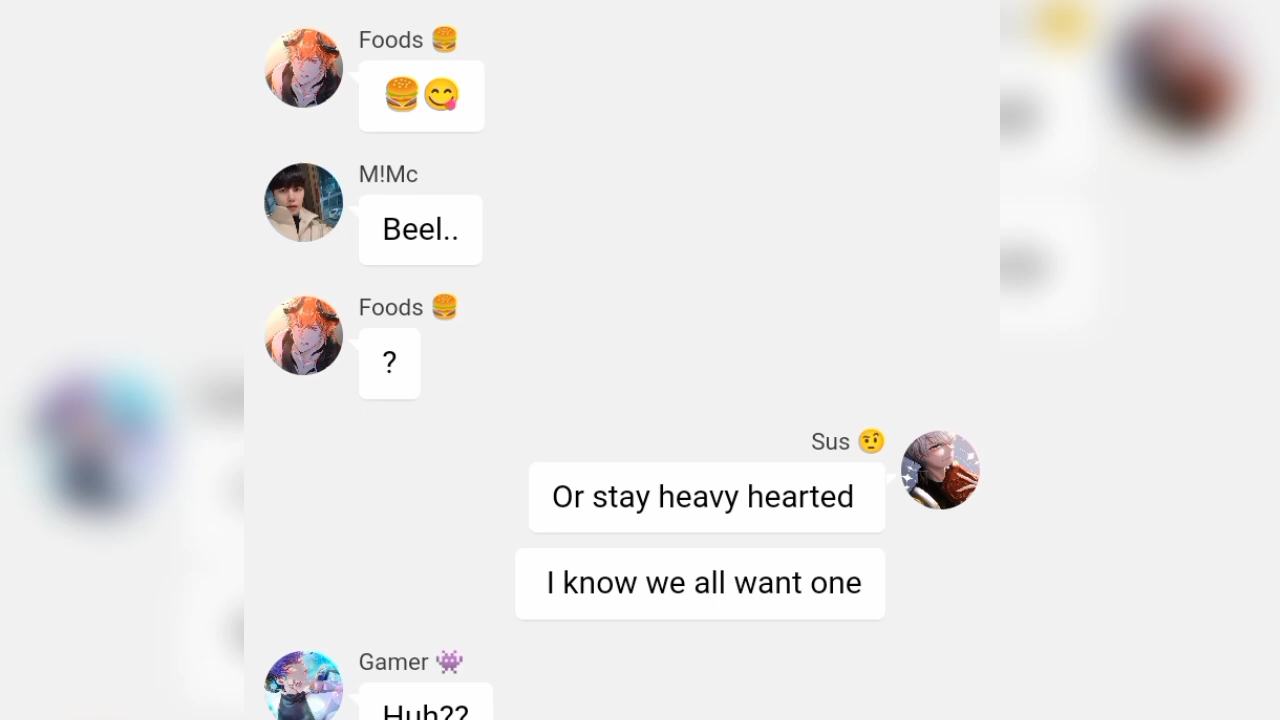 Foods 🍔
🍔😋
M!Mc
Beel..
Foods 🍔
?
Sus 🤨
Or stay heavy hearted
I know we all want one
Gamer 👾
Huh??